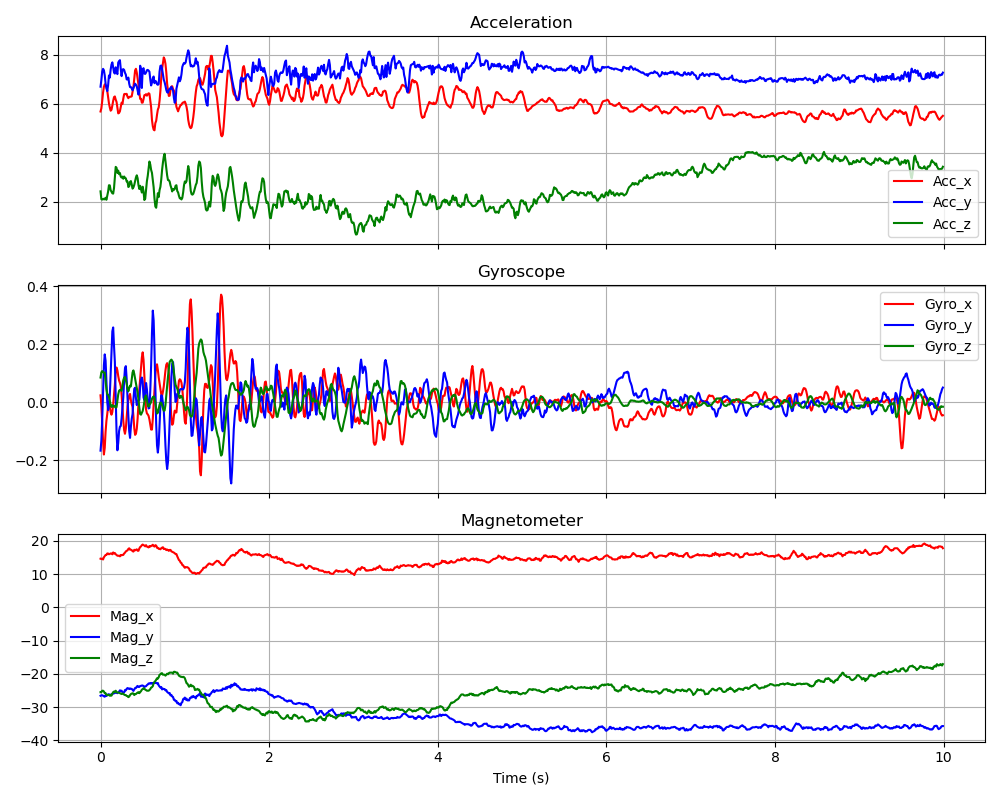 Acceleration
8
6
4
2
Acc_x
Acc_y
Acc_z
Gyroscope
0.4
0.2
0.0
−0.2
Gyro_x
Gyro_y
Gyro_z
Magnetometer
20
10
0
−10
−20
−30
−40
Mag_x
Mag_y
Mag_z
0 2 4 6 8 10
Time (s)